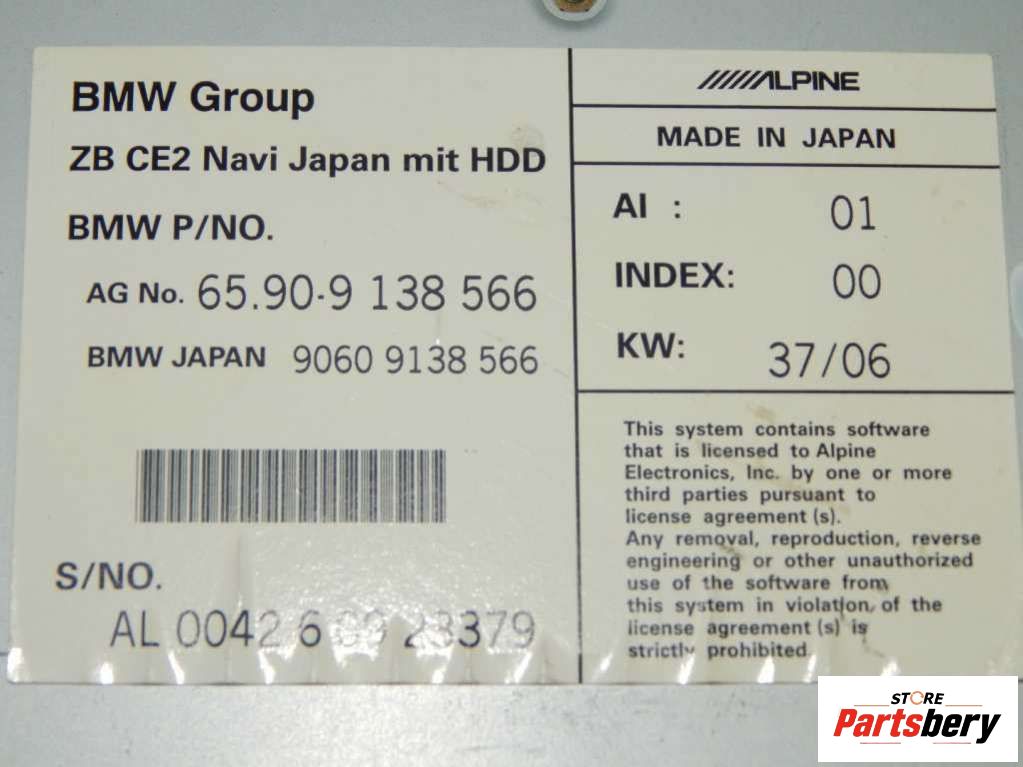 BMW Group
ZB CE2 Navi Japan mit HDD
BMW P/NO.
AG No. 65.90-9 138 566
BMW JAPAN 9060 9138 566
S/NO.
AL 0042 6
ALPINE
MADE IN JAPAN
AI : 01
INDEX: 00
KW: 37/06
This system contains software
that is licensed to Alpine
Electronics, Inc. by one or more
third parties pursuant to
license agreement (s).
Any removal, reproduction, reverse
engineering or other unauthorized
use of the software from
this system in violation of the
license agreement (s) is
strictly prohibited
STORE
Partsbery